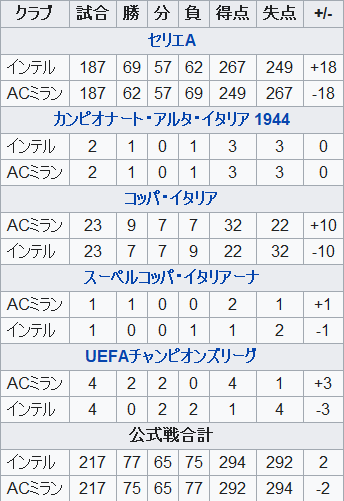 クラブ 試合 勝 分 負 得点 失点 +/-
セリエA
インテル 187 69 57 62 267 249 +18
ACミラン 187 62 57 69 249 267 -18
カンピオナート・アルタ・イタリア 1944
インテル 2 1 0 1 3 3 0
ACミラン 2 1 0 1 3 3 0
コッパ・イタリア
ACミラン 23 9 7 7 32 22 +10
インテル 23 7 7 9 22 32 -10
スーペルコッパ・イタリアーナ
ACミラン 1 1 0 0 2 1 +1
インテル 1 0 0 1 1 2 -1
UEFAチャンピオンズリーグ
ACミラン 4 2 2 0 4 1 +3
インテル 4 0 2 2 1 4 -3
公式戦合計
インテル 217 77 65 75 294 292 2
ACミラン 217 75 65 77 292 294 -2